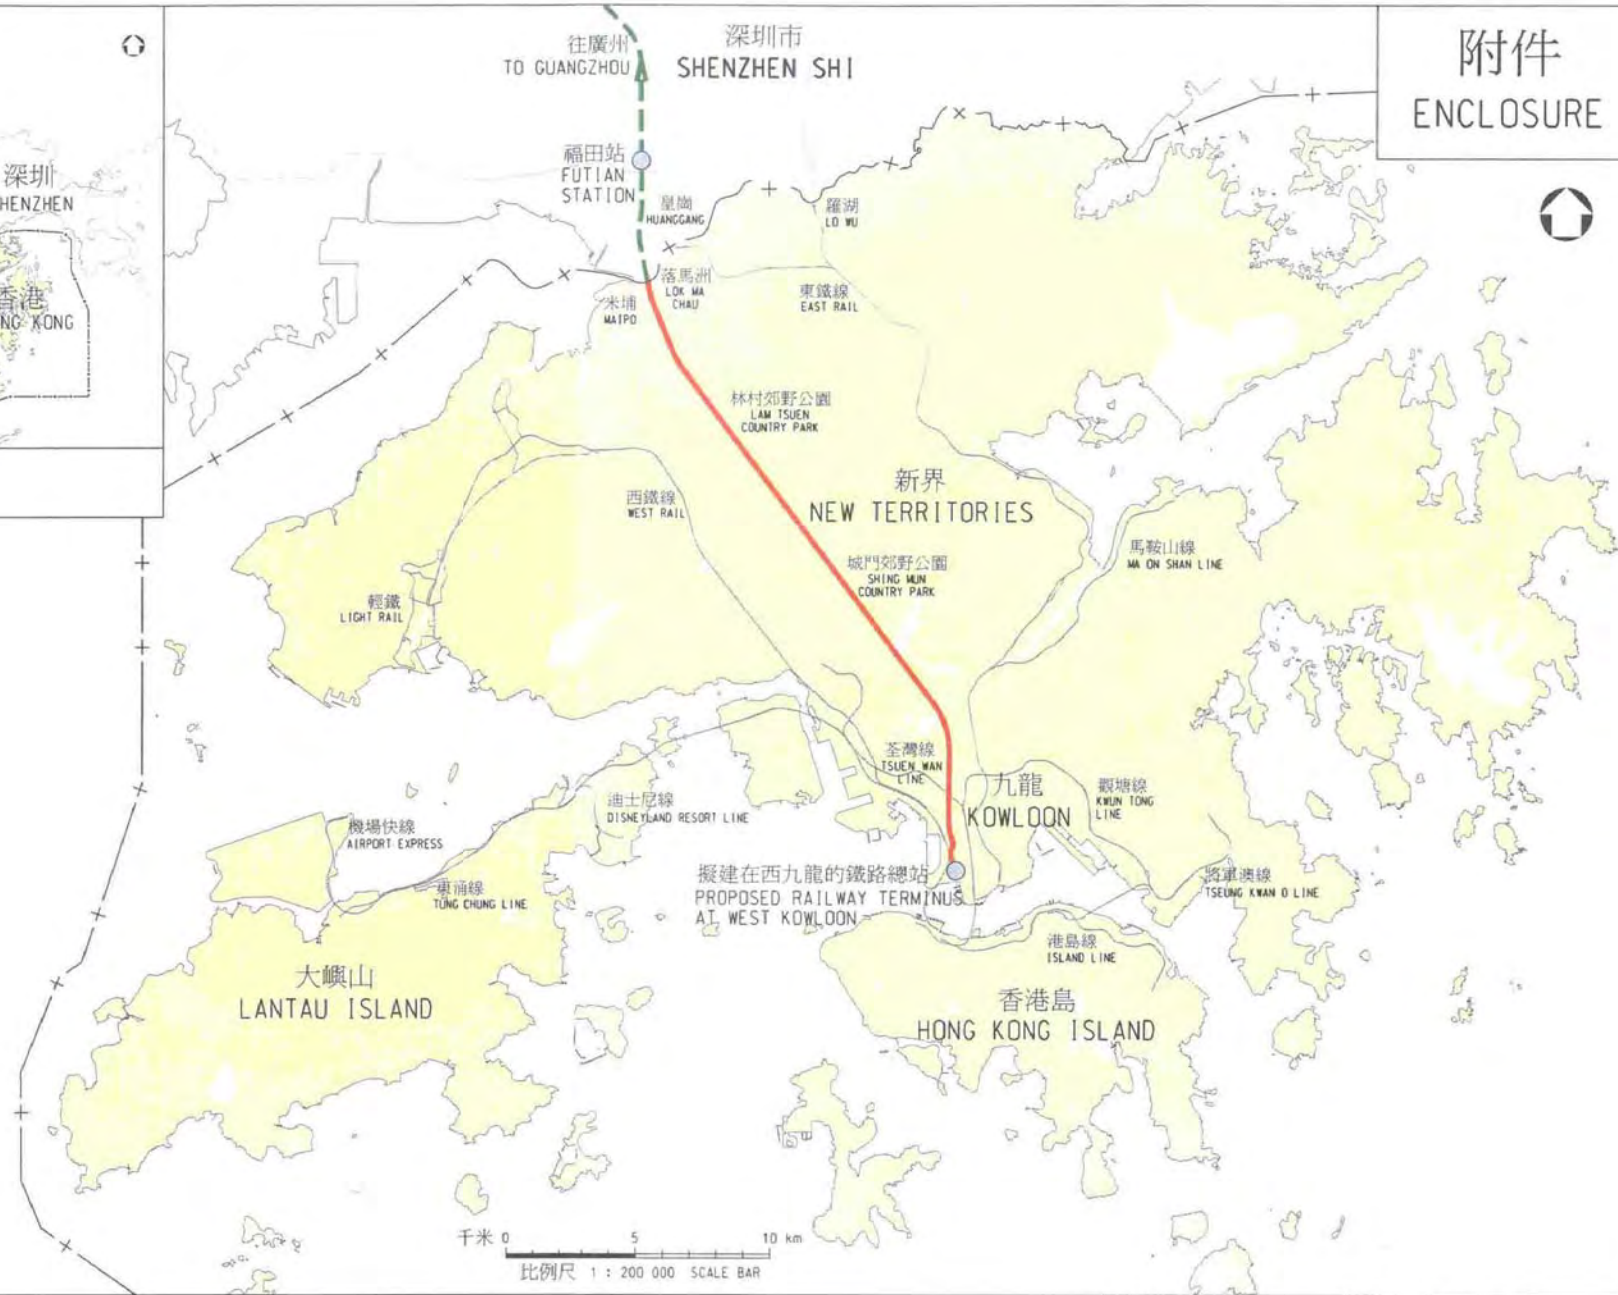 附件
ENCLOSURE
深圳市
SHENZHEN SHI
往廣州
TO GUANGZHOU
福田站
FUTIAN
STATION
深圳
HENZHEN
香港
NG KONG
皇崗
HUANGGANG
羅湖
LO WU
落馬洲
LOK MA
CHAU
米埔
MAIPO
東鐵線
EAST RAIL
林村郊野公園
LAM TSUEN
COUNTRY PARK
新界
NEW TERRITORIES
西鐵線
WEST RAIL
城門郊野公園
SHING MUN
COUNTRY PARK
馬鞍山線
MA ON SHAN LINE
輕鐵
LIGHT RAIL
荃灣線
TSUEN WAN
LINE
九龍
KOWLOON
觀塘線
KWUN TONG
LINE
迪士尼線
DISNEYLAND RESORT LINE
機場快線
AIRPORT EXPRESS
東涌線
TUNG CHUNG LINE
擬建在西九龍的鐵路總站
PROPOSED RAILWAY TERMINUS
AT WEST KOWLOON
將軍澳線
TSEUNG KWAN O LINE
港島線
ISLAND LINE
大嶼山
LANTAU ISLAND
香港島
HONG KONG ISLAND
千米 0 5 10 km
比例尺 1 : 200 000 SCALE BAR